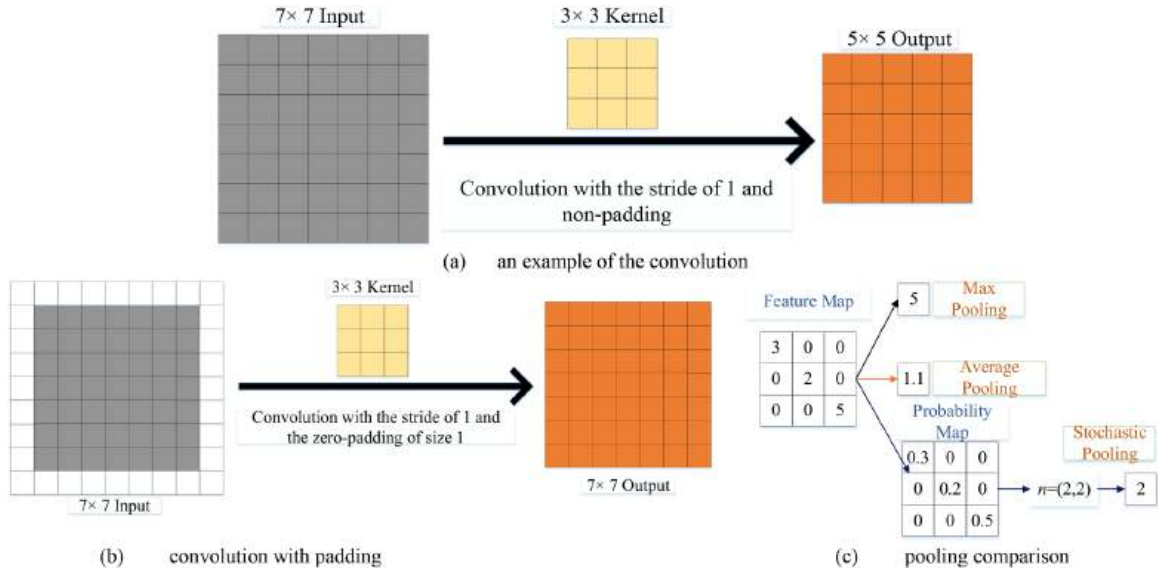 7× 7 Input
3× 3 Kernel
5× 5 Output
Convolution with the stride of 1 and
non-padding
(a) an example of the convolution
3× 3 Kernel
Convolution with the stride of 1 and
the zero-padding of size 1
7× 7 Input
7× 7 Output
(b) convolution with padding
Feature Map
3 0 0
0 2 0
0 0 5
5
Max
Pooling
1.1
Average
Pooling
Probability
Map
0.3 0 0
0 0.2 0
0 0 0.5
n=(2,2)
Stochastic
Pooling
2
(c) pooling comparison